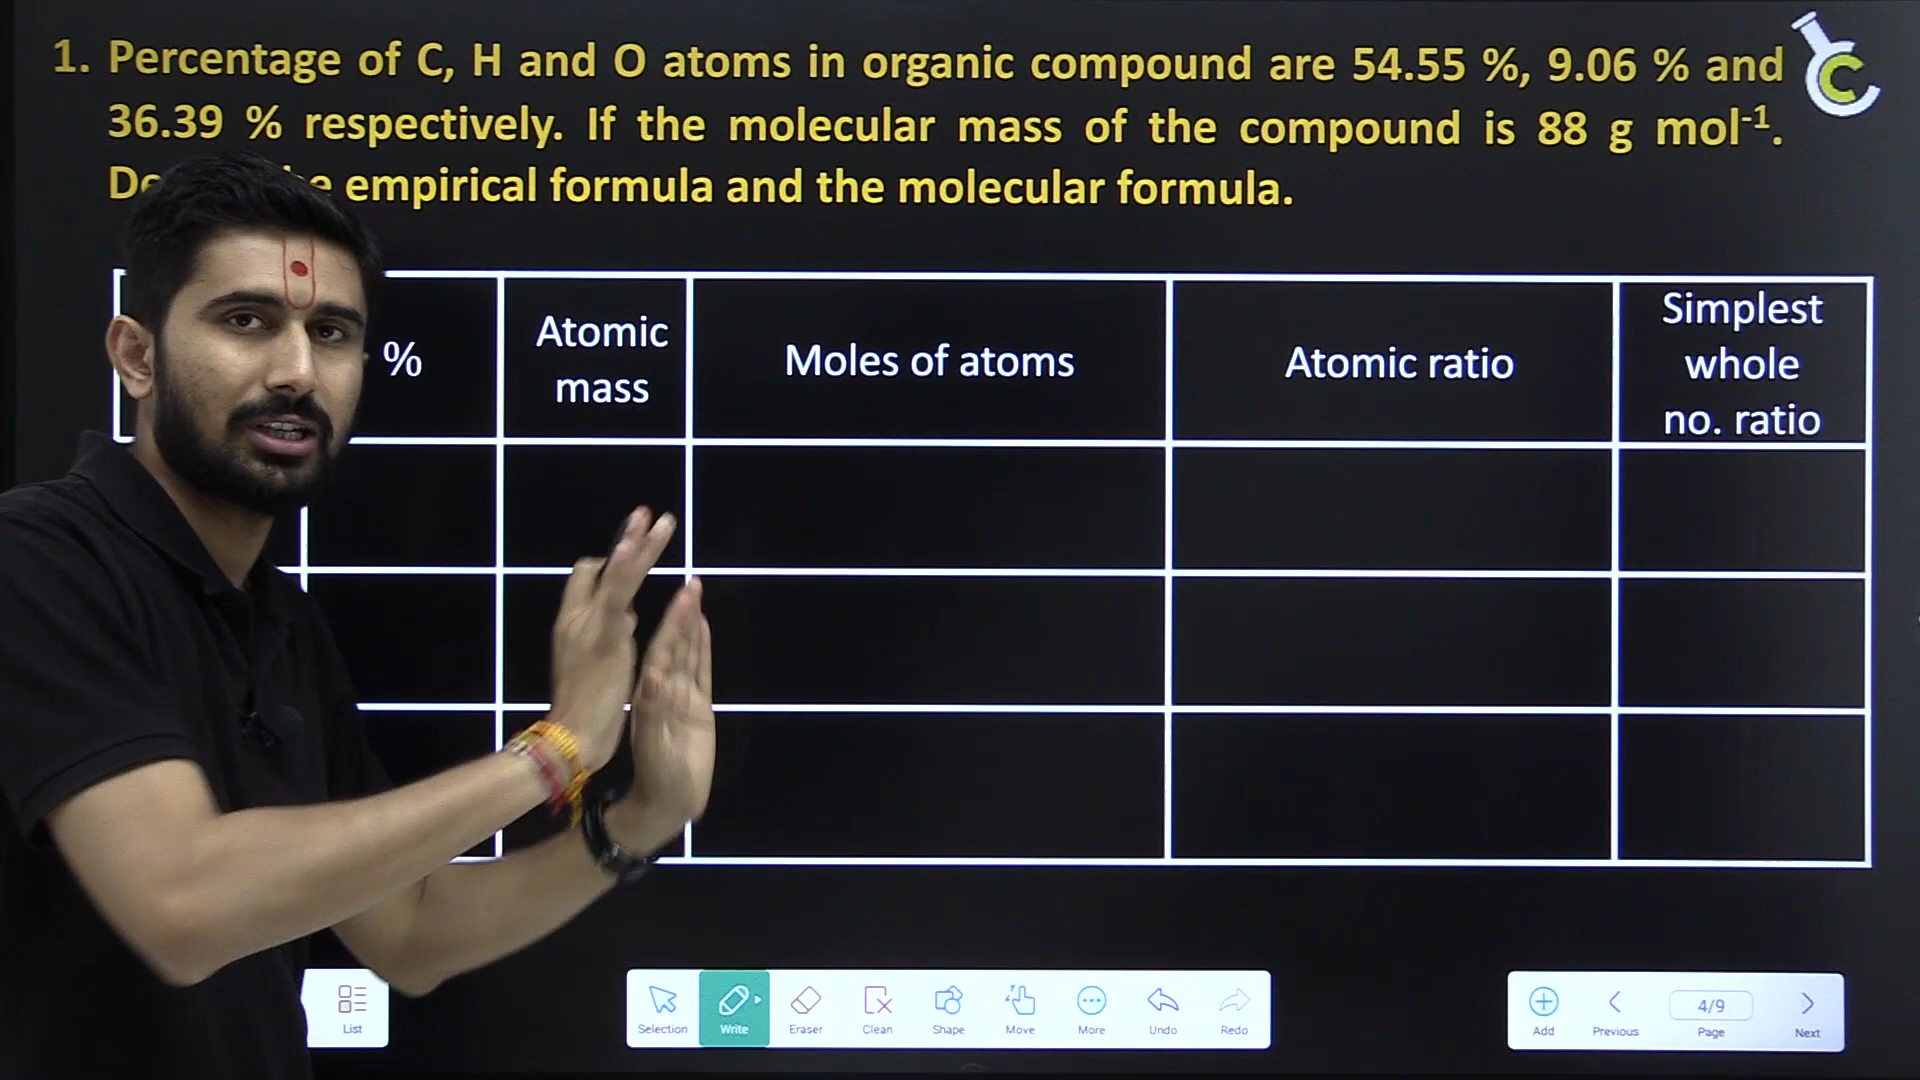 1. Percentage of C, H and O atoms in organic compound are 54.55 %, 9.06 % and
36.39 % respectively. If the molecular mass of the compound is 88 g mol⁻¹.
empirical formula and the molecular formula.
%
Atomic
mass
Moles of atoms
Atomic ratio
Simplest
whole
no. ratio
List
Selection
Write
Eraser
Clean
Shape
Move
More
Undo
Redo
Add
Previous
4/9
Page
Next